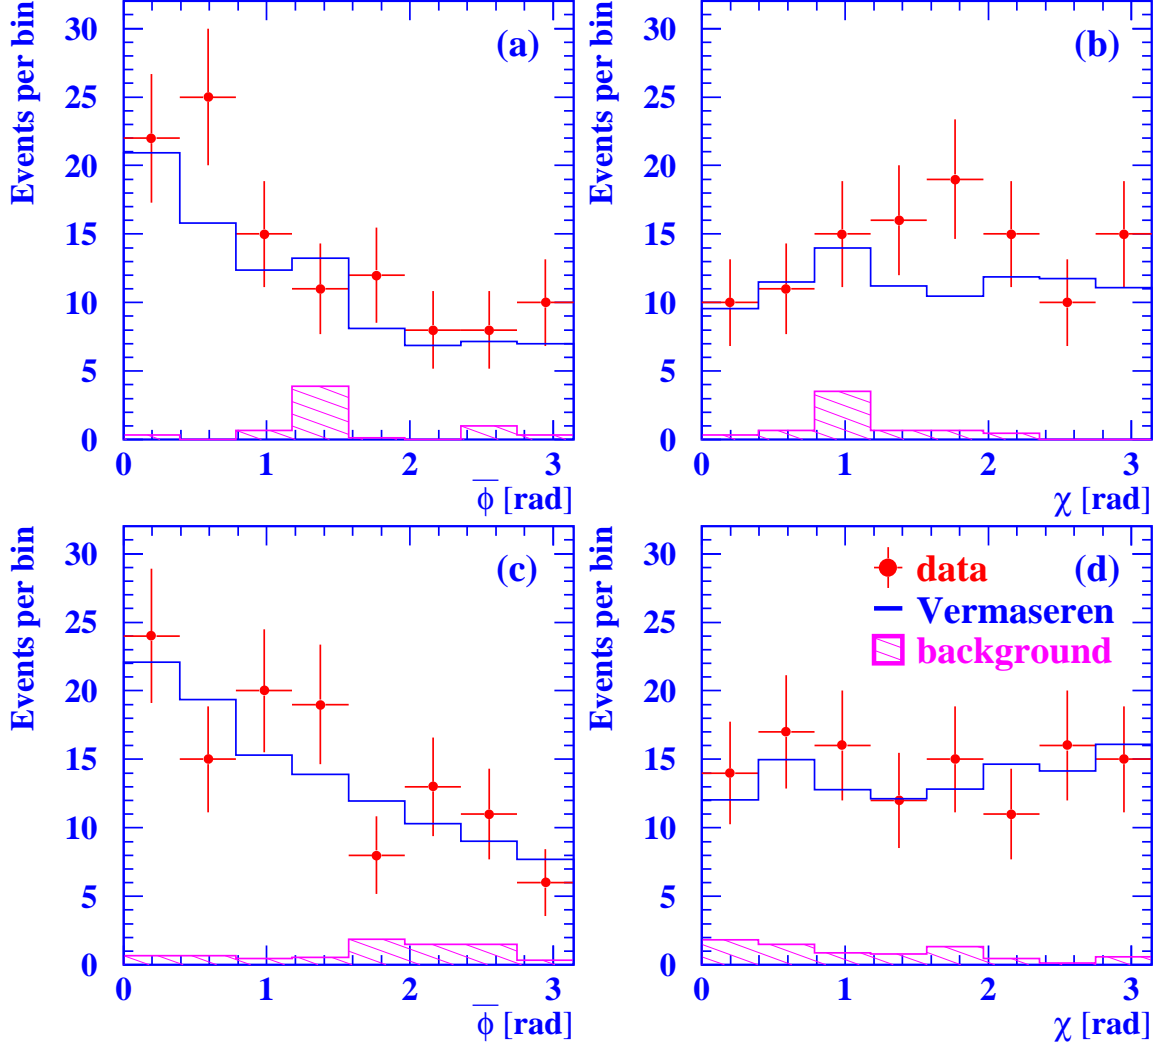 Events per bin
30
25
20
15
10
5
0
0 1 2 3
(a)
ϕ̅ [rad]
Events per bin
30
25
20
15
10
5
0
0 1 2 3
(b)
χ [rad]
Events per bin
30
25
20
15
10
5
0
0 1 2 3
(c)
ϕ̅ [rad]
Events per bin
30
25
20
15
10
5
0
0 1 2 3
(d)
data
Vermaseren
background
χ [rad]